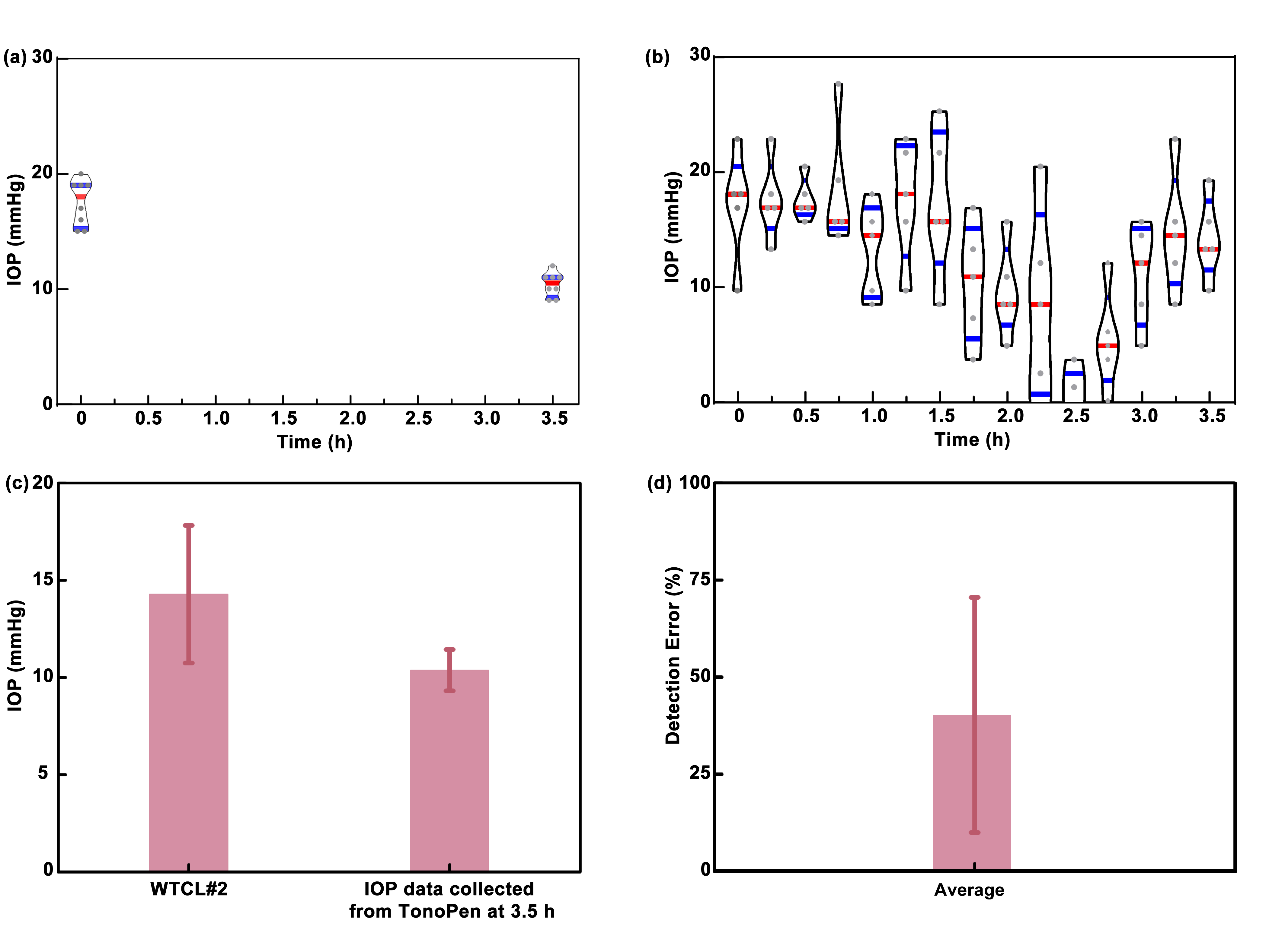 (a)
30
20
10
0
IOP (mmHg)
0 0.5 1.0 1.5 2.0 2.5 3.0 3.5
Time (h)
(b)
30
20
10
0
IOP (mmHg)
0 0.5 1.0 1.5 2.0 2.5 3.0 3.5
Time (h)
(c)
20
15
10
5
0
IOP (mmHg)
WTCL#2
IOP data collected
from TonoPen at 3.5 h
(d)
100
75
50
25
0
Detection Error (%)
Average